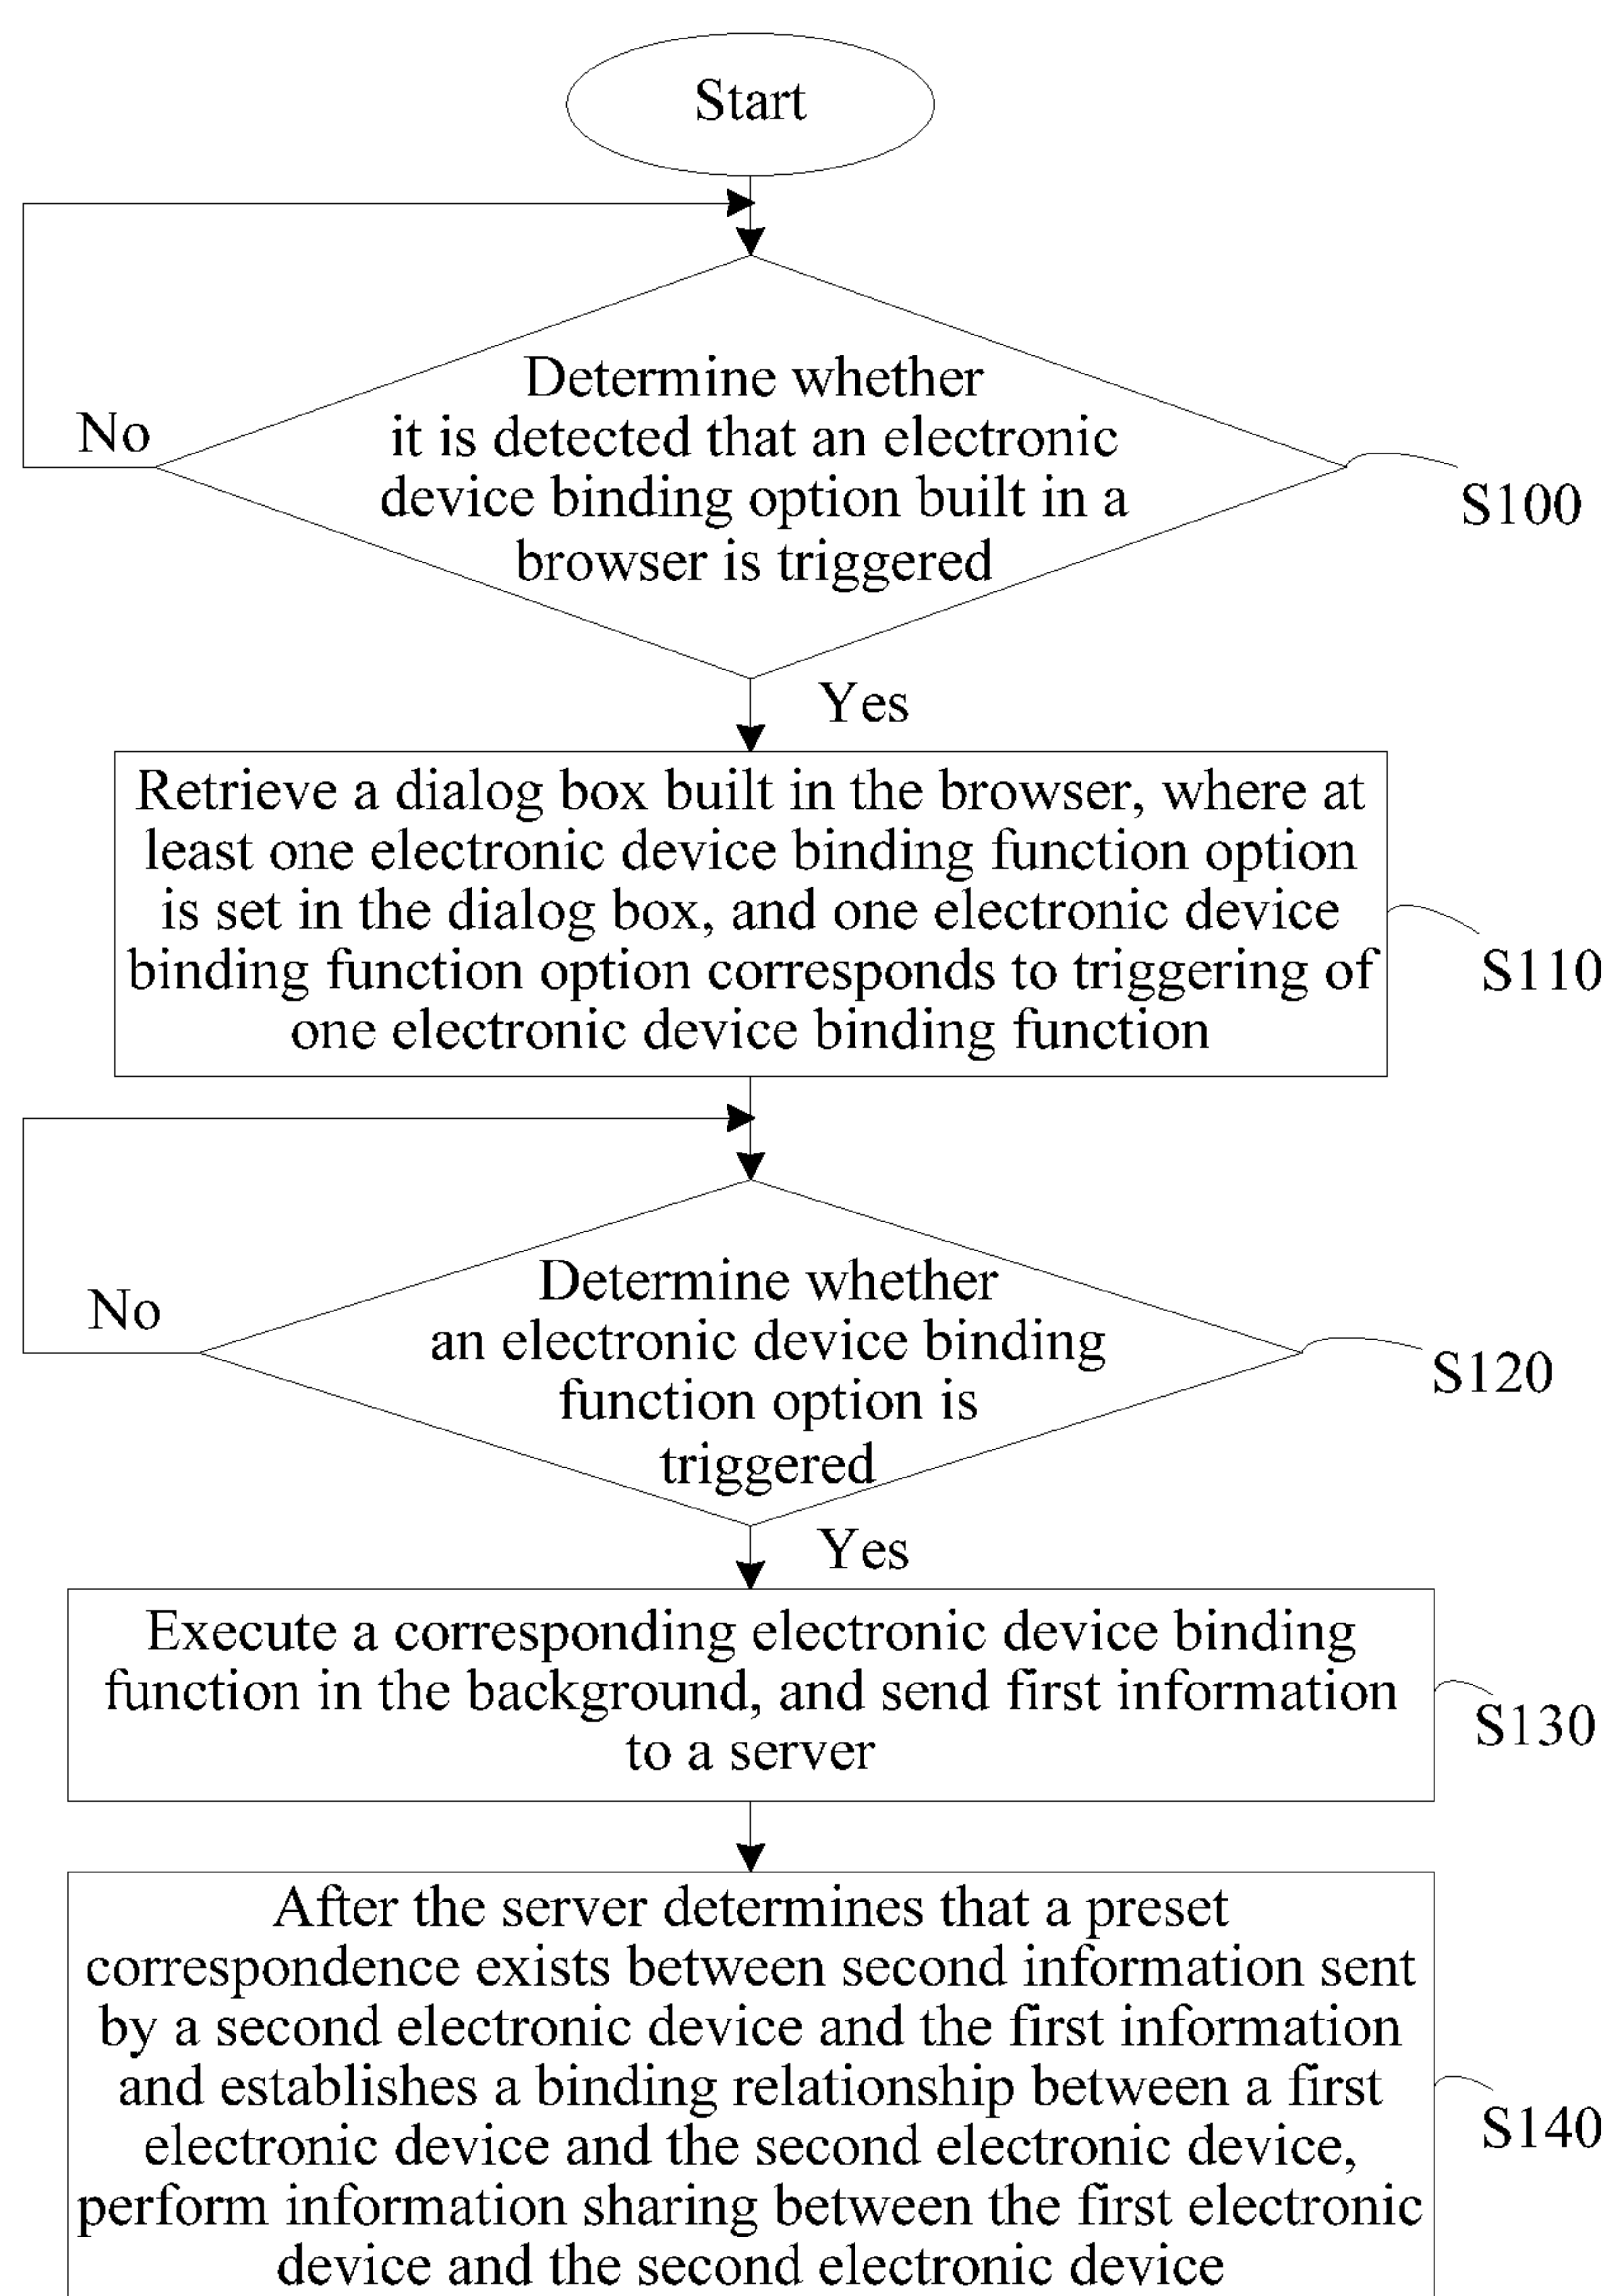 Start
Determine whether
it is detected that an electronic
device binding option built in a
browser is triggered
No
S100
Yes
Retrieve a dialog box built in the browser, where at
least one electronic device binding function option
is set in the dialog box, and one electronic device
binding function option corresponds to triggering of
one electronic device binding function
S110
Determine whether
an electronic device binding
function option is
triggered
No
S120
Yes
Execute a corresponding electronic device binding
function in the background, and send first information
to a server
S130
After the server determines that a preset
correspondence exists between second information sent
by a second electronic device and the first information
and establishes a binding relationship between a first
electronic device and the second electronic device,
perform information sharing between the first electronic
device and the second electronic device
S140